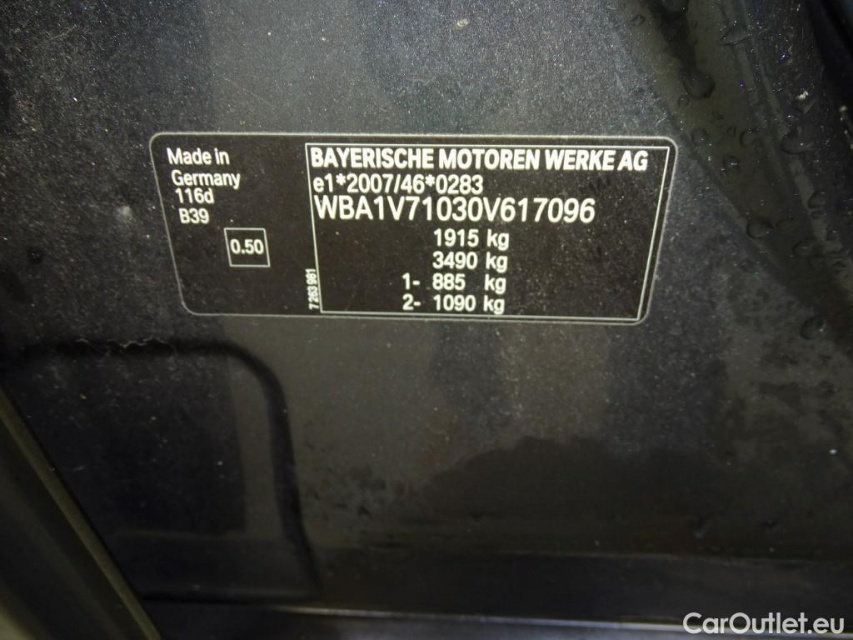 Made in
Germany
116d
B39
0.50
7 263 961
BAYERISCHE MOTOREN WERKE AG
e1*2007/46*0283
WBA1V71030V617096
1915 kg
3490 kg
1- 885 kg
2- 1090 kg
CarOutlet.eu